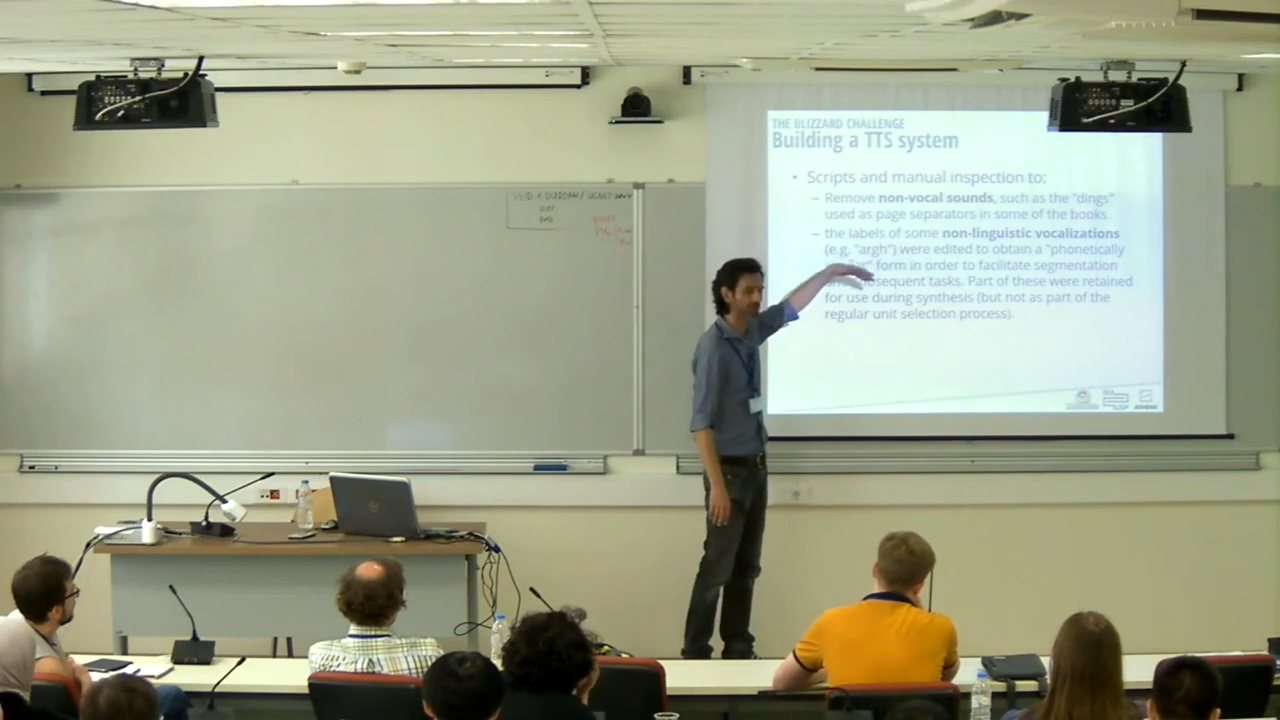 THE BLIZZARD CHALLENGE
Building a TTS system
• Scripts and manual inspection to:
– Remove non-vocal sounds, such as the "dings"
used as page separators in some of the books.
– the labels of some non-linguistic vocalizations
(e.g. "argh") were edited to obtain a "phonetically
form in order to facilitate segmentation
subsequent tasks. Part of these were retained
for use during synthesis (but not as part of the
regular unit selection process).